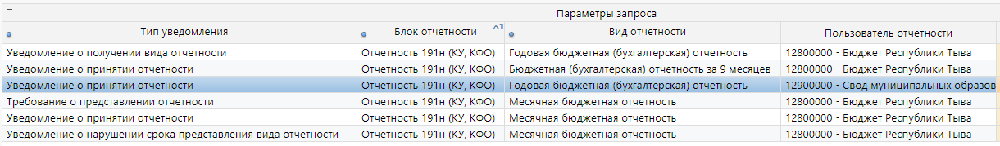 Параметры запроса
Тип уведомления Блок отчетности ^1 Вид отчетности Пользователь отчетности
Уведомление о получении вида отчетности Отчетность 191н (КУ, КФО) Годовая бюджетная (бухгалтерская) отчетность 12800000 - Бюджет Республики Тыва
Уведомление о принятии отчетности Отчетность 191н (КУ, КФО) Бюджетная (бухгалтерская) отчетность за 9 месяцев 12800000 - Бюджет Республики Тыва
Уведомление о принятии отчетности Отчетность 191н (КУ, КФО) Годовая бюджетная (бухгалтерская) отчетность 12900000 - Свод муниципальных образов
Требование о представлении отчетности Отчетность 191н (КУ, КФО) Месячная бюджетная отчетность 12800000 - Бюджет Республики Тыва
Уведомление о принятии отчетности Отчетность 191н (КУ, КФО) Месячная бюджетная отчетность 12800000 - Бюджет Республики Тыва
Уведомление о нарушении срока представления вида отчетности Отчетность 191н (КУ, КФО) Месячная бюджетная отчетность 12800000 - Бюджет Республики Тыва